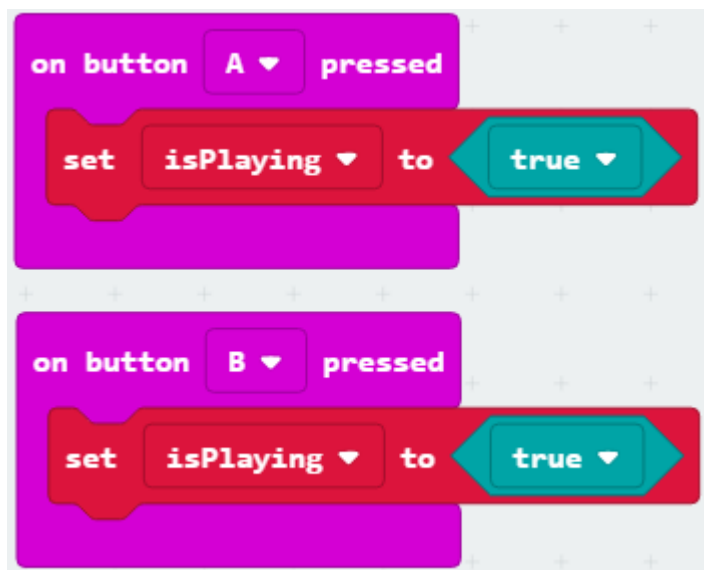 on button A pressed
set isPlaying to true
on button B pressed
set isPlaying to true